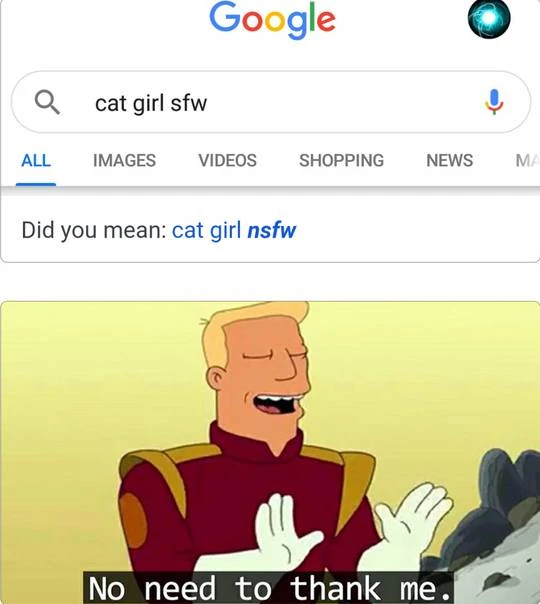 Google
cat girl sfw
ALL IMAGES VIDEOS SHOPPING NEWS MA
Did you mean: cat girl nsfw
No need to thank me.